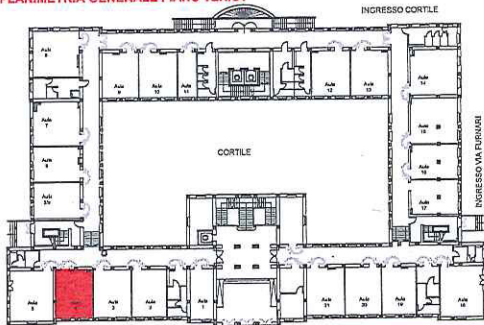 PLANIMETRIA GENERALE PIANO TERRA
INGRESSO CORTILE
Aula
8
Aula
9
Aula
10
Aula
11
Aula
12
Aula
13
Aula
14
Aula
7
Aula
15
Aula
6
Aula
16
Aula
Aula
17
CORTILE
INGRESSO VIA FURNARI
Aula
5
Aula
3
Aula
2
Aula
1
Aula
21
Aula
20
Aula
19
Aula
18